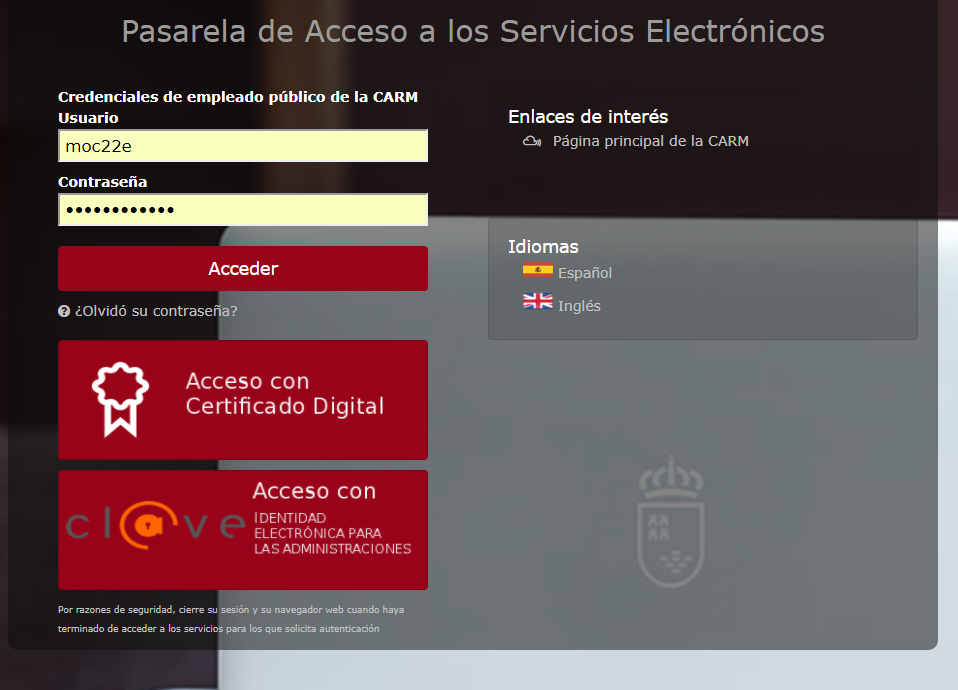 Pasarela de Acceso a los Servicios Electrónicos
Credenciales de empleado público de la CARM
Usuario
moc22e
Contraseña
••••••••••••
Acceder
¿Olvidó su contraseña?
Acceso con
Certificado Digital
cl@ve
Acceso con
IDENTIDAD
ELECTRÓNICA PARA
LAS ADMINISTRACIONES
Por razones de seguridad, cierre su sesión y su navegador web cuando haya
terminado de acceder a los servicios para los que solicita autenticación
Enlaces de interés
Página principal de la CARM
Idiomas
Español
Inglés